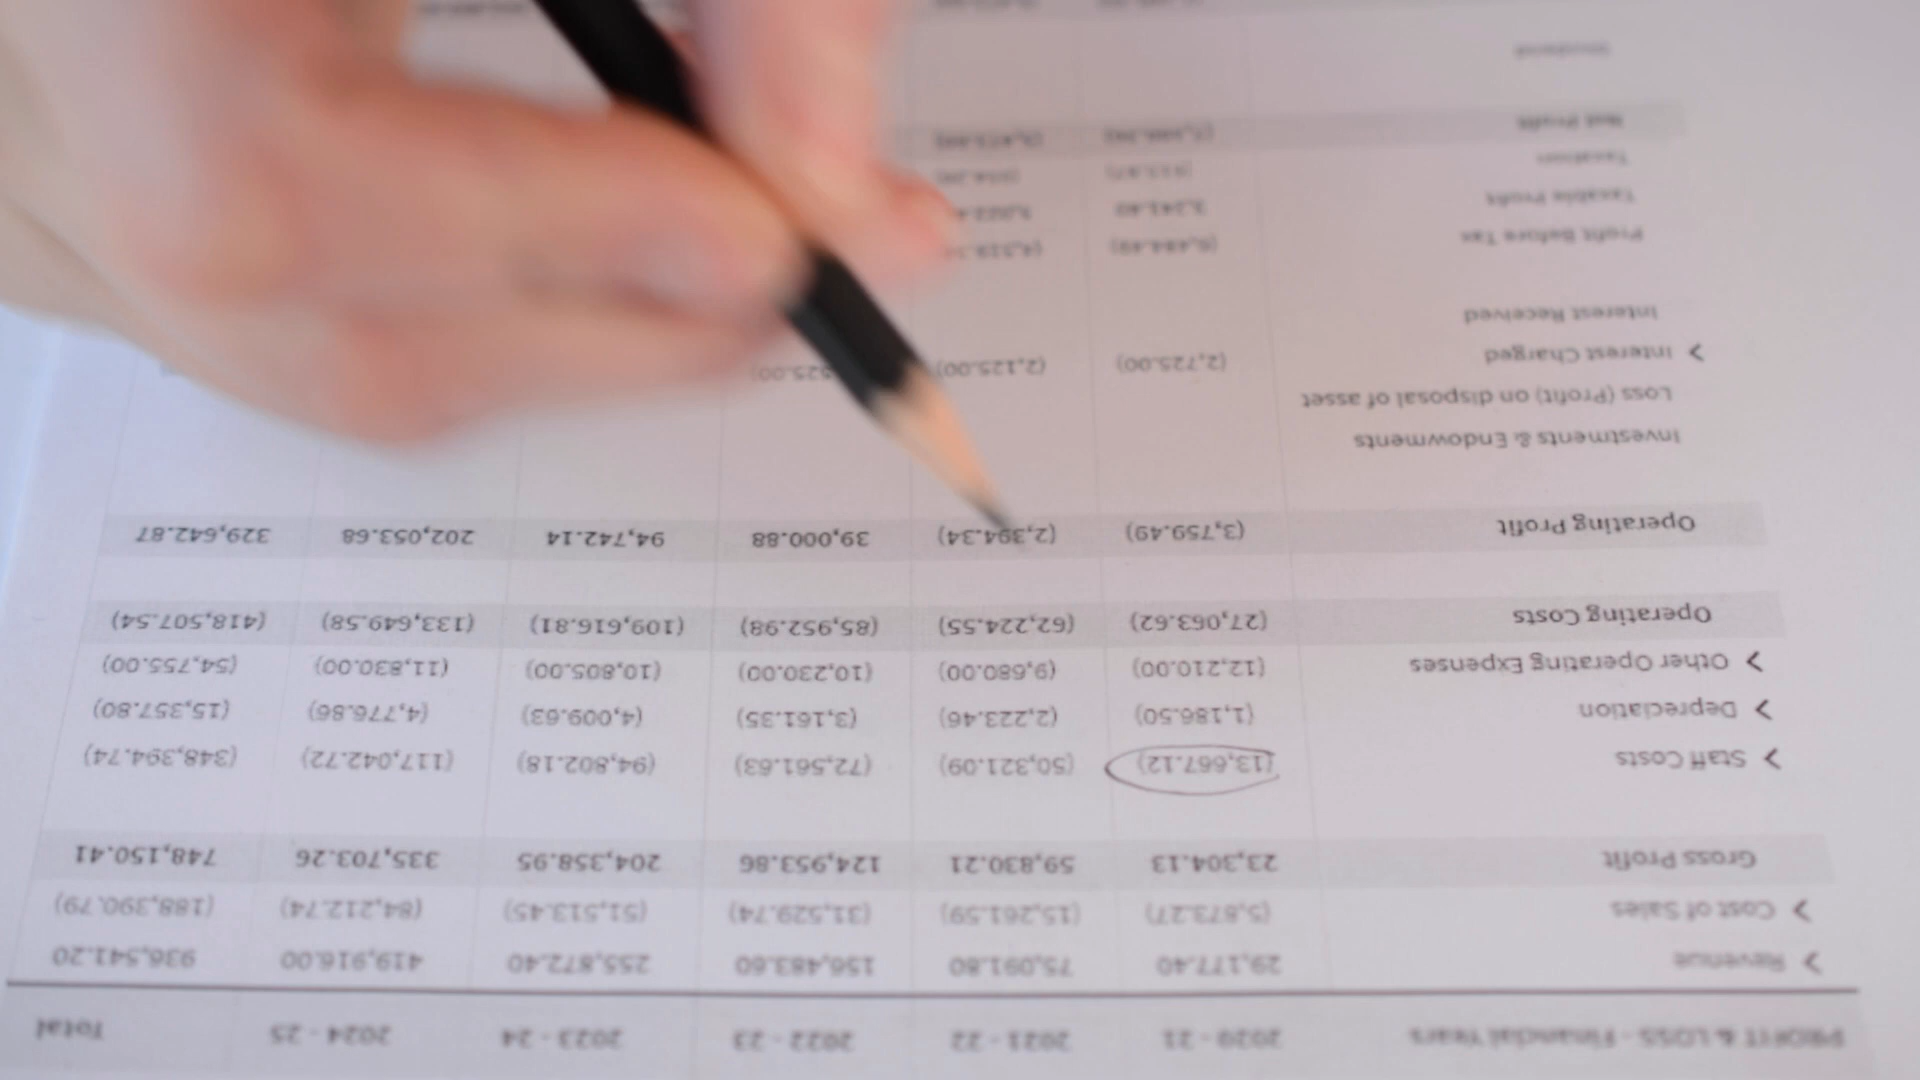 PROFIT & LOSS - Financial Years 2020 - 21 2021 - 22 2022 - 23 2023 - 24 2024 - 25 Total
> Revenue 29,177.40 75,091.80 156,483.60 255,872.40 419,916.00 936,541.20
> Cost of Sales (5,873.27) (15,261.59) (31,529.74) (51,513.45) (84,212.74) (188,390.79)
Gross Profit 23,304.13 59,830.21 124,953.86 204,358.95 335,703.26 748,150.41
> Staff Costs (13,667.12) (50,321.09) (72,561.63) (94,802.18) (117,042.72) (348,394.74)
> Depreciation (1,186.50) (2,223.46) (3,161.35) (4,009.63) (4,776.86) (15,357.80)
> Other Operating Expenses (12,210.00) (9,680.00) (10,230.00) (10,805.00) (11,830.00) (54,755.00)
Operating Costs (27,063.62) (62,224.55) (85,952.98) (109,616.81) (133,649.58) (418,507.54)
Operating Profit (3,759.49) (2,394.34) 39,000.88 94,742.14 202,053.68 329,642.87
Investments & Endowments
Loss (Profit) on disposal of asset
> Interest Charged (2,725.00) (2,125.00)
Interest Received
Profit Before Tax (6,484.49)
Taxable Profit
Taxation
Net Profit
Dividend